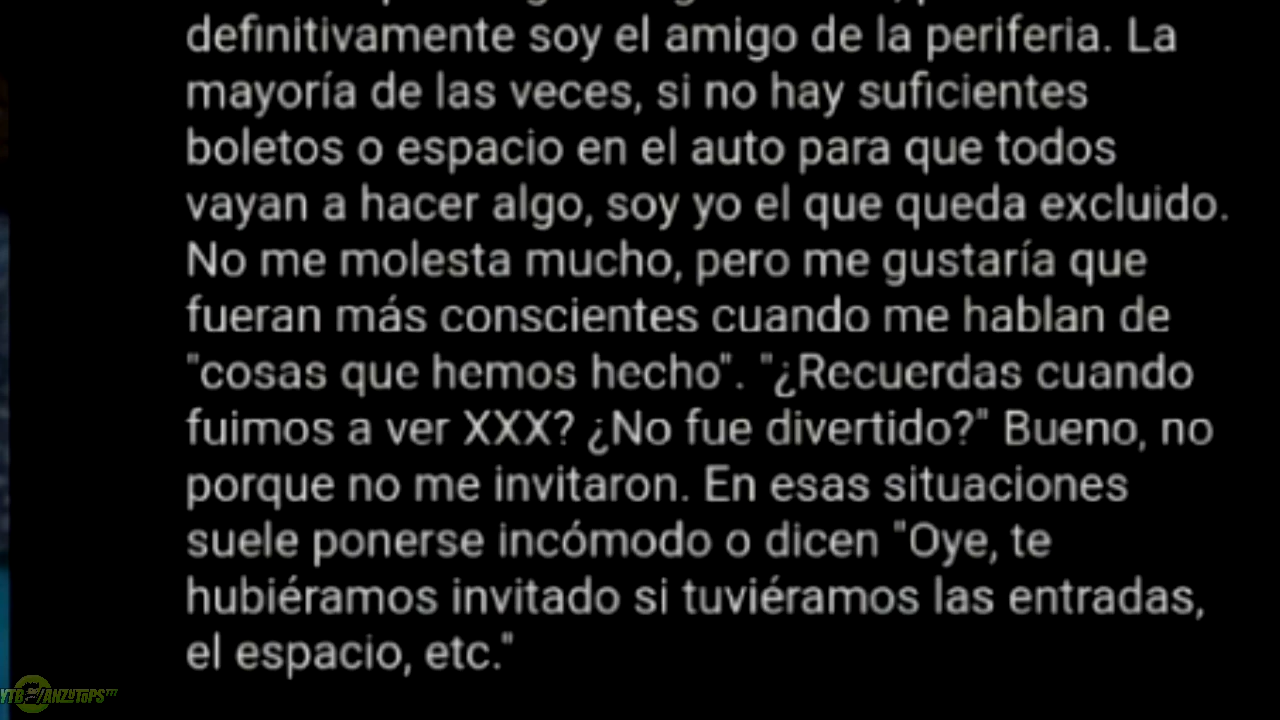 definitivamente soy el amigo de la periferia. La
mayoría de las veces, si no hay suficientes
boletos o espacio en el auto para que todos
vayan a hacer algo, soy yo el que queda excluido.
No me molesta mucho, pero me gustaría que
fueran más conscientes cuando me hablan de
"cosas que hemos hecho". "¿Recuerdas cuando
fuimos a ver XXX? ¿No fue divertido?" Bueno, no
porque no me invitaron. En esas situaciones
suele ponerse incómodo o dicen "Oye, te
hubiéramos invitado si tuviéramos las entradas,
el espacio, etc."